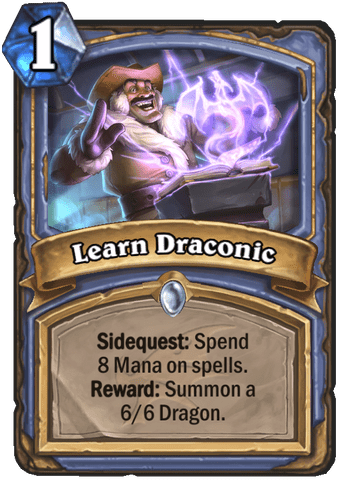 1
Learn Draconic
Sidequest: Spend
8 Mana on spells.
Reward: Summon a
6/6 Dragon.